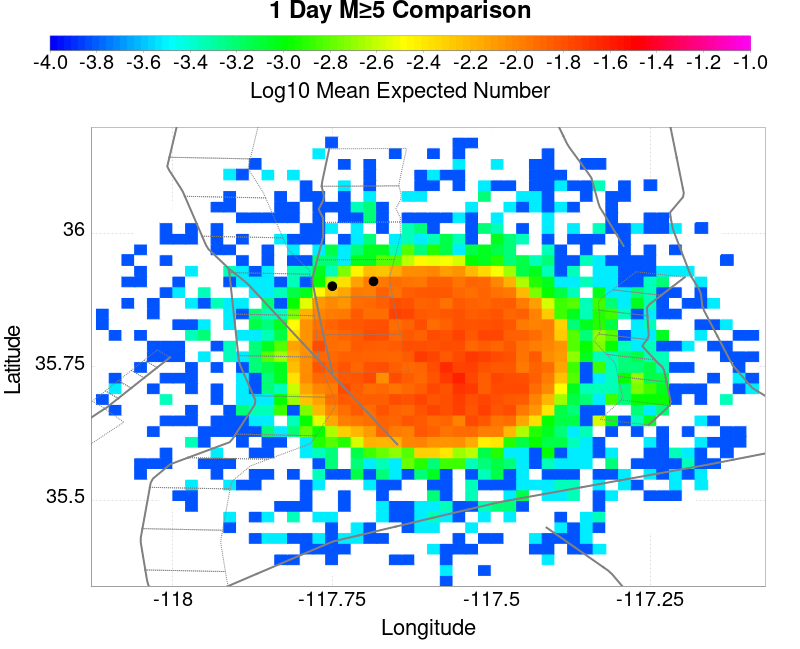 1 Day M≥5 Comparison
-4.0 -3.8 -3.6 -3.4 -3.2 -3.0 -2.8 -2.6 -2.4 -2.2 -2.0 -1.8 -1.6 -1.4 -1.2 -1.0
Log10 Mean Expected Number
36
35.75
35.5
Latitude
-118 -117.75 -117.5 -117.25
Longitude